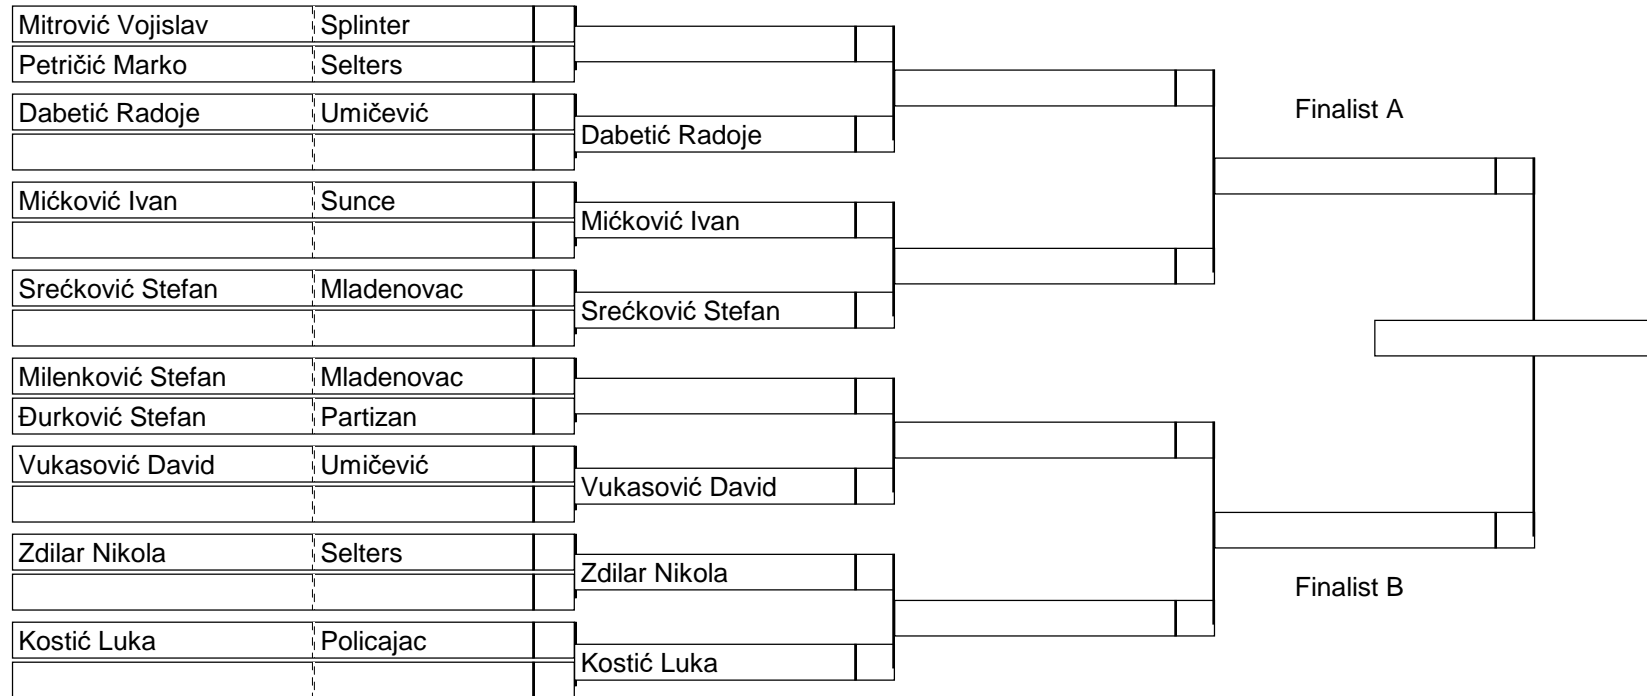 Mitrović Vojislav Splinter
Petričić Marko Selters
Dabetić Radoje Umičević
Dabetić Radoje
Mićković Ivan Sunce
Mićković Ivan
Srećković Stefan Mladenovac
Srećković Stefan
Milenković Stefan Mladenovac
Đurković Stefan Partizan
Vukasović David Umičević
Vukasović David
Zdilar Nikola Selters
Zdilar Nikola
Kostić Luka Policajac
Kostić Luka
Finalist A
Finalist B